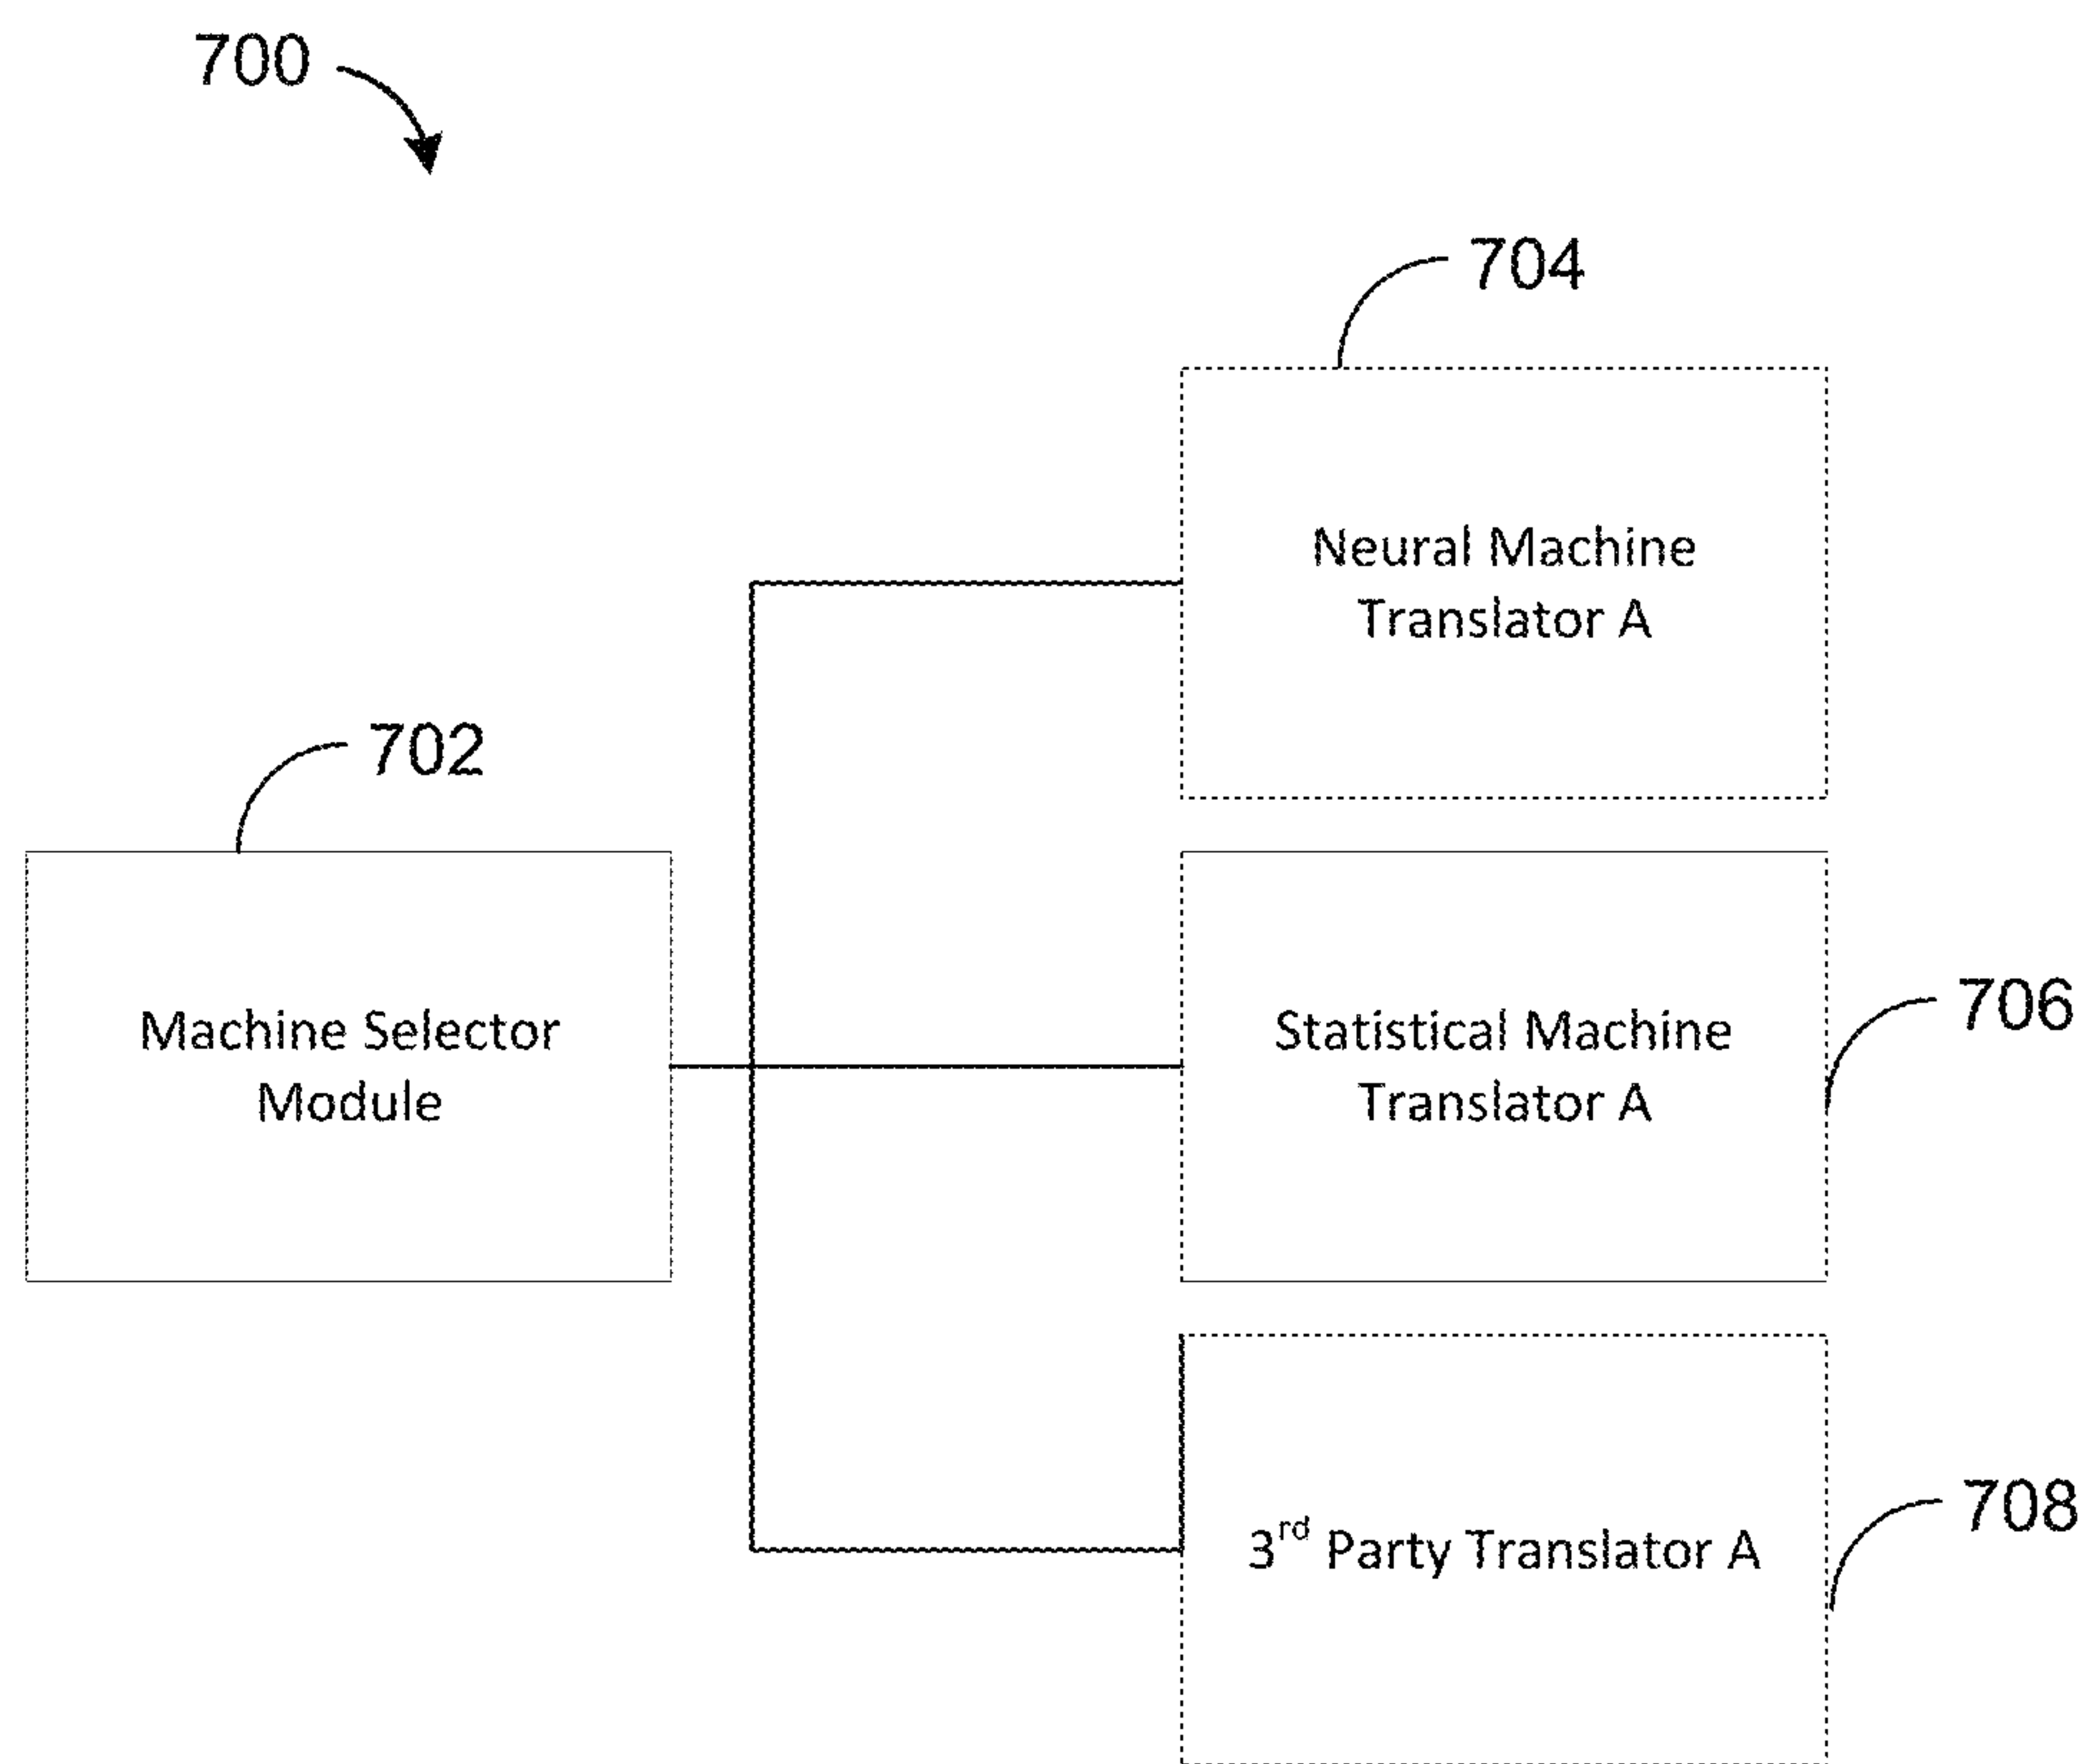 700
704
Neural Machine
Translator A
702
Machine Selector
Module
706
Statistical Machine
Translator A
708
3rd Party Translator A